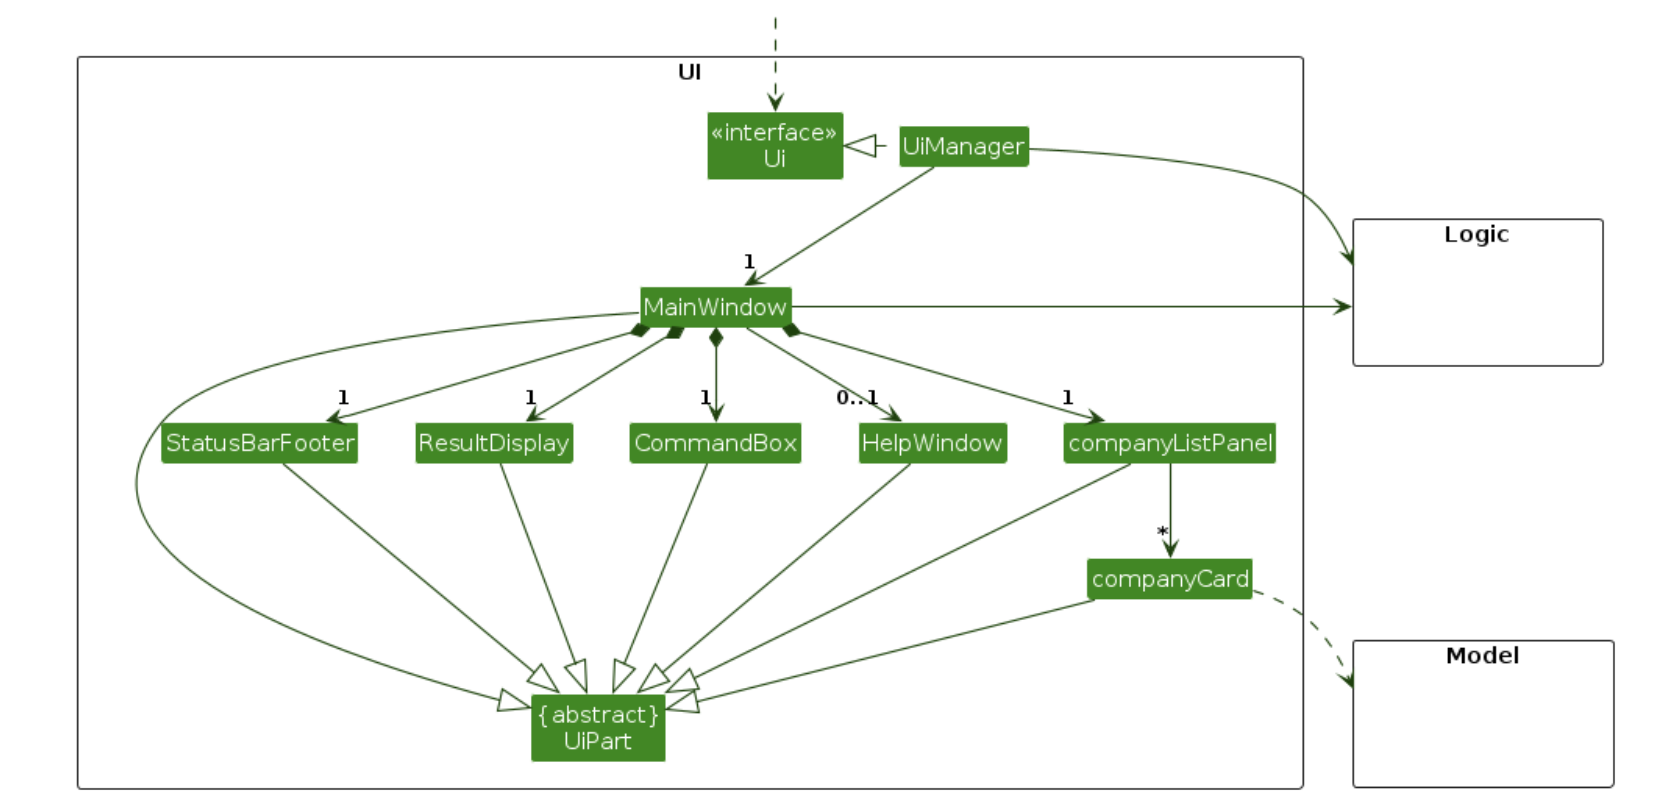 UI
«interface»
Ui
UiManager
Logic
1
MainWindow
1
1
1
0..1
1
StatusBarFooter
ResultDisplay
CommandBox
HelpWindow
companyListPanel
*
companyCard
Model
{abstract}
UiPart